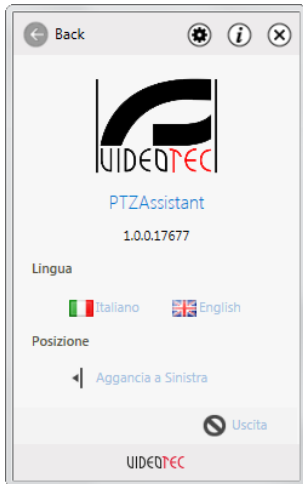 Back
VIDEOTEC
PTZAssistant
1.0.0.17677
Lingua
Italiano English
Posizione
Aggancia a Sinistra
Uscita
VIDEOTEC